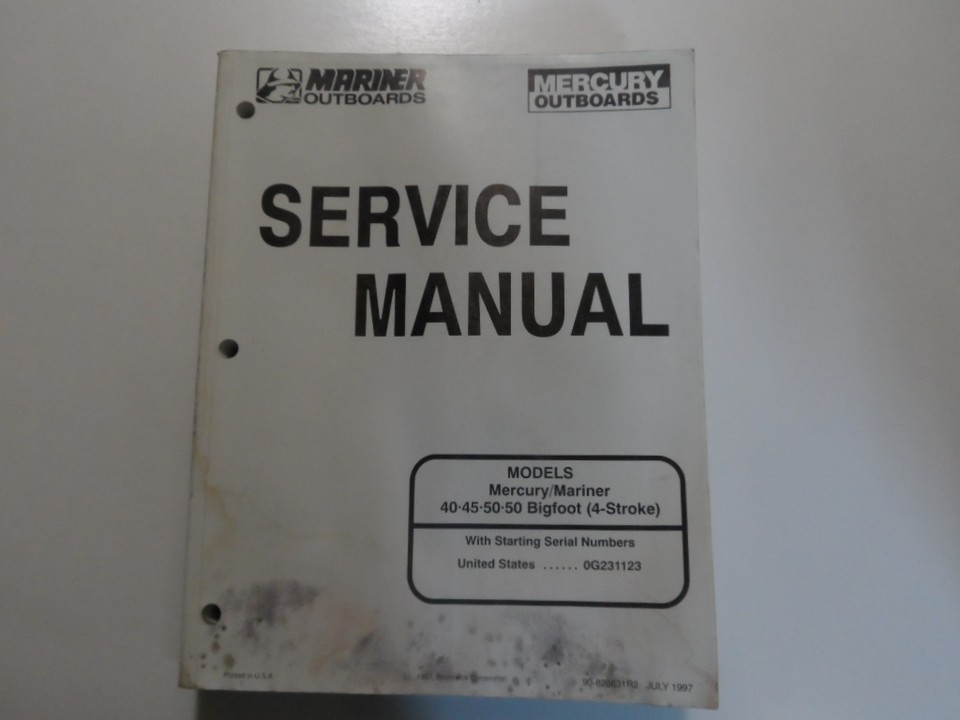 MARINER
OUTBOARDS
MERCURY
OUTBOARDS
SERVICE
MANUAL
MODELS
Mercury/Mariner
40·45·50·50 Bigfoot (4-Stroke)
With Starting Serial Numbers
United States ...... 0G231123
Printed in U.S.A.
JULY 1997